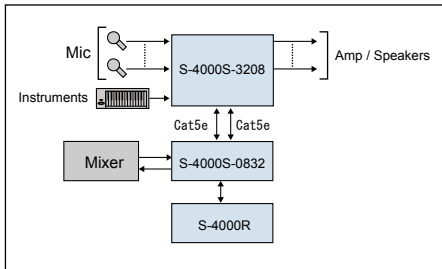 Mic
S-4000S-3208
Amp / Speakers
Instruments
Cat5e
Cat5e
Mixer
S-4000S-0832
S-4000R